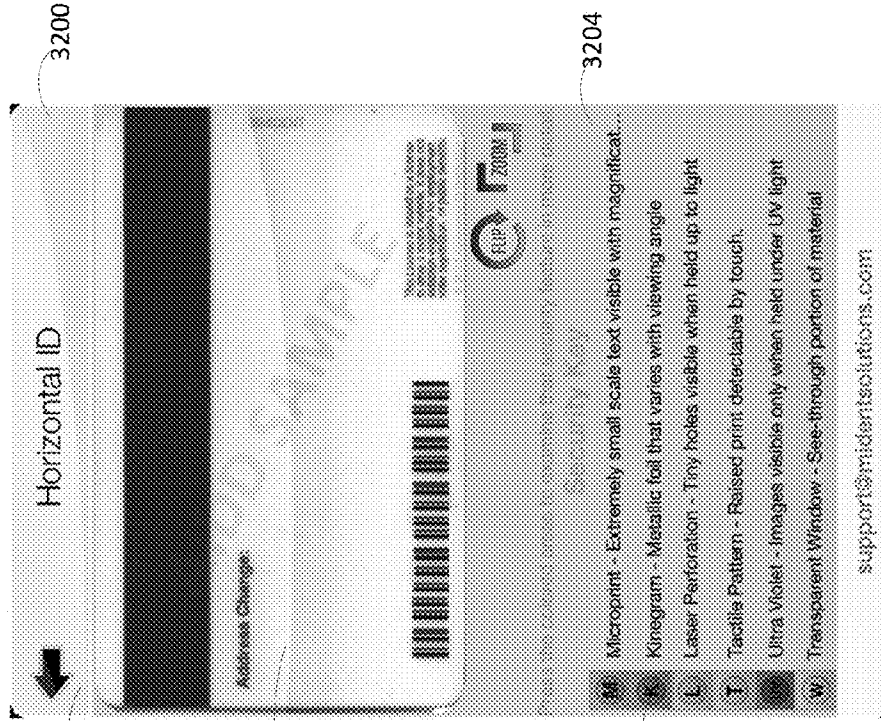 3200
Horizontal ID
Address Change:
SAMPLE
FLIP
ZOOM
3204
M Microprint - Extremely small scale text visible with magnificat...
K Kinegram - Metallic foil that varies with viewing angle
L Laser Perforation - Tiny holes visible when held up to light
T Tactile Pattern - Raised print detectable by touch.
Ultra Violet - Images visible only when held under UV light
W Transparent Window - See-through portion of material
support@midentsolutions.com